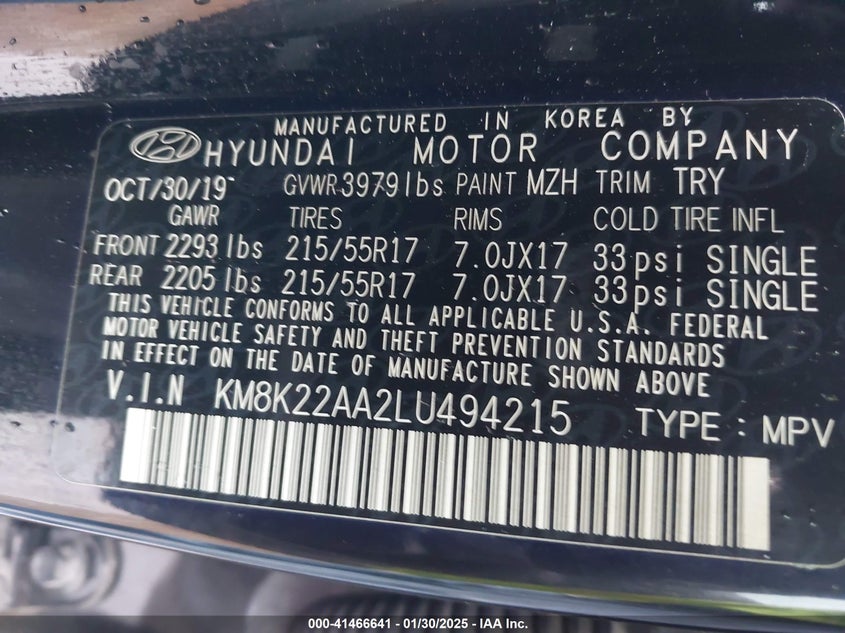 MANUFACTURED IN KOREA BY
HYUNDAI MOTOR COMPANY
OCT/30/19 GVWR 3979lbs PAINT MZH TRIM TRY
GAWR TIRES RIMS COLD TIRE INFL
FRONT 2293 lbs 215/55R17 7.0JX17 33psi SINGLE
REAR 2205 lbs 215/55R17 7.0JX17 33psi SINGLE
THIS VEHICLE CONFORMS TO ALL APPLICABLE U.S.A. FEDERAL
MOTOR VEHICLE SAFETY AND THEFT PREVENTION STANDARDS
IN EFFECT ON THE DATE OF MANUFACTURE SHOWN ABOVE
V.I.N KM8K22AA2LU494215 TYPE : MPV
000-41466641 - 01/30/2025 - IAA Inc.